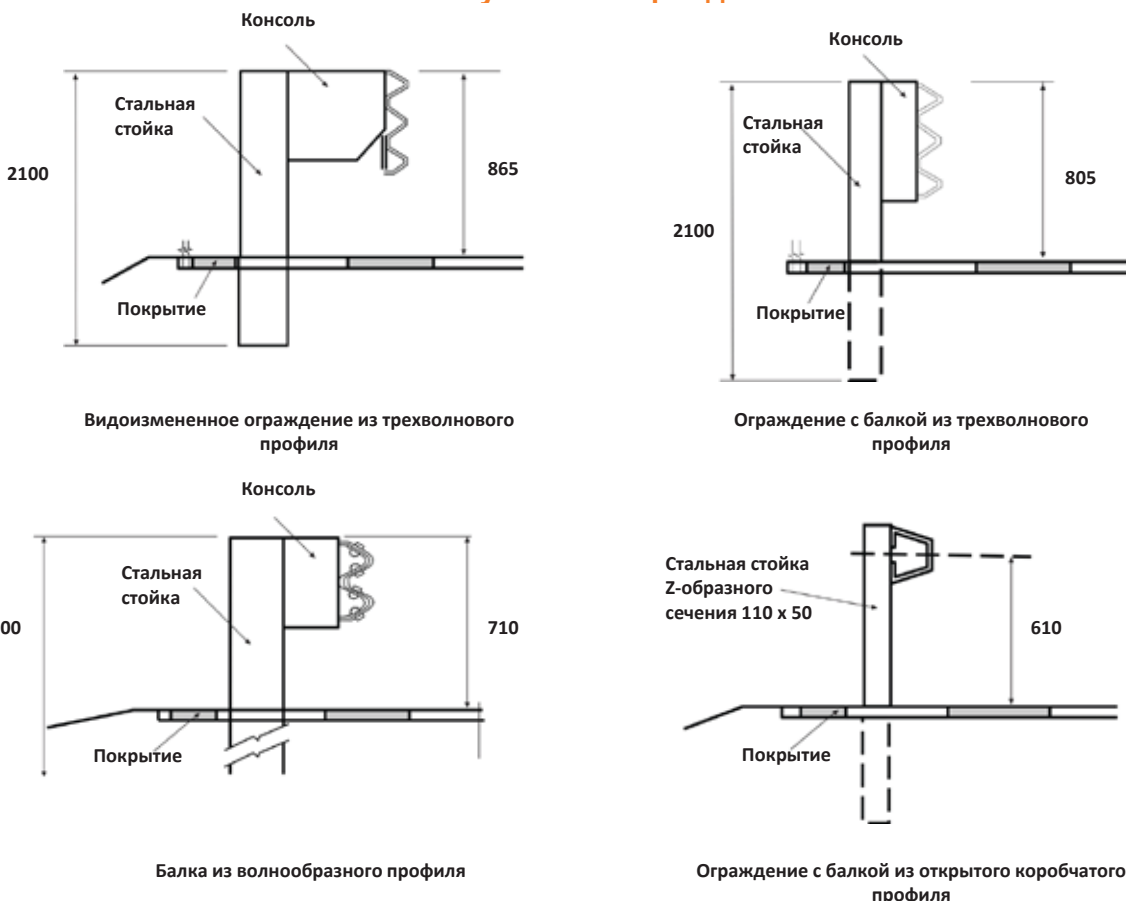 Консоль
Стальная
стойка
2100
865
Покрытие
Видоизмененное ограждение из трехволнового
профиля
Консоль
Стальная
стойка
2100
805
Покрытие
Ограждение с балкой из трехволнового
профиля
Консоль
Стальная
стойка
00
710
Покрытие
Балка из волнообразного профиля
Стальная стойка
Z-образного
сечения 110 x 50
610
Покрытие
Ограждение с балкой из открытого коробчатого
профиля